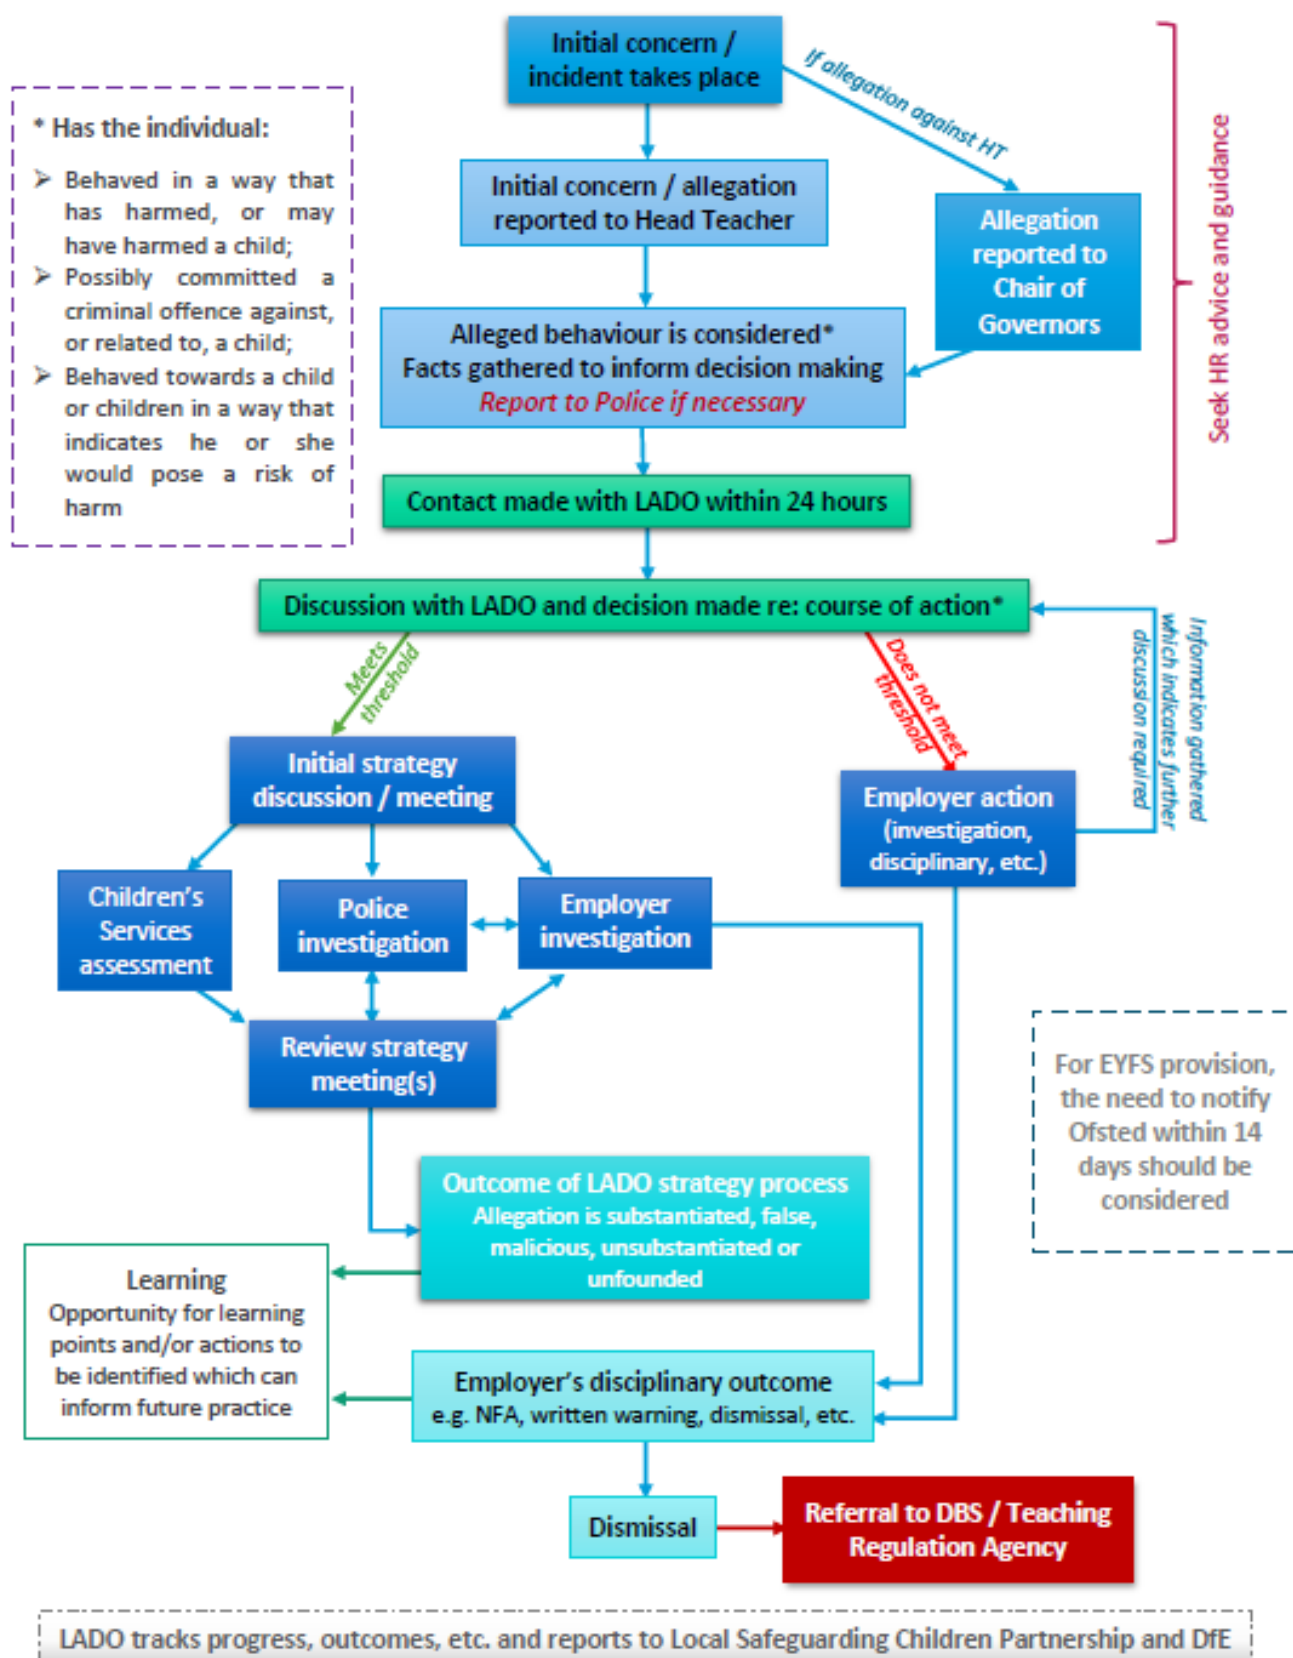 Initial concern /
incident takes place
If allegation against HT
* Has the individual:
➢ Behaved in a way that
has harmed, or may
have harmed a child;
➢ Possibly committed a
criminal offence against,
or related to, a child;
➢ Behaved towards a child
or children in a way that
indicates he or she
would pose a risk of
harm
Initial concern / allegation
reported to Head Teacher
Allegation
reported to
Chair of
Governors
Seek HR advice and guidance
Alleged behaviour is considered*
Facts gathered to inform decision making
Report to Police if necessary
Contact made with LADO within 24 hours
Discussion with LADO and decision made re: course of action*
Meets
threshold
Does not meet
threshold
Information gathered
which indicates further
discussion required
Initial strategy
discussion / meeting
Employer action
(investigation,
disciplinary, etc.)
Children's
Services
assessment
Police
investigation
Employer
investigation
Review strategy
meeting(s)
For EYFS provision,
the need to notify
Ofsted within 14
days should be
considered
Outcome of LADO strategy process
Allegation is substantiated, false,
malicious, unsubstantiated or
unfounded
Learning
Opportunity for learning
points and/or actions to
be identified which can
inform future practice
Employer's disciplinary outcome
e.g. NFA, written warning, dismissal, etc.
Dismissal
Referral to DBS / Teaching
Regulation Agency
LADO tracks progress, outcomes, etc. and reports to Local Safeguarding Children Partnership and DfE